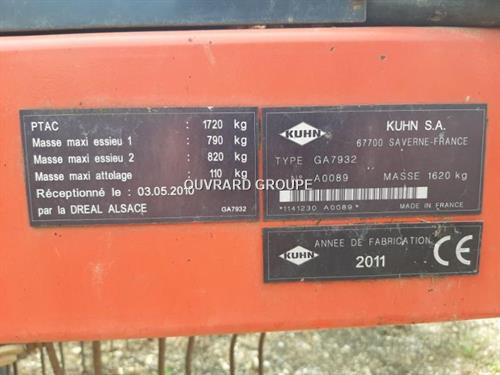 PTAC : 1720 kg
Masse maxi essieu 1 : 790 kg
Masse maxi essieu 2 : 820 kg
Masse maxi attelage : 110 kg
Réceptionné le : 03.05.2010
par la DREAL ALSACE GA7932
KUHN
KUHN S.A.
67700 SAVERNE-FRANCE
TYPE GA7932
N° A0089 MASSE 1620 kg
*1141230 A0089*
MADE IN FRANCE
KUHN
ANNEE DE FABRICATION
2011
CE
OUVRARD GROUPE